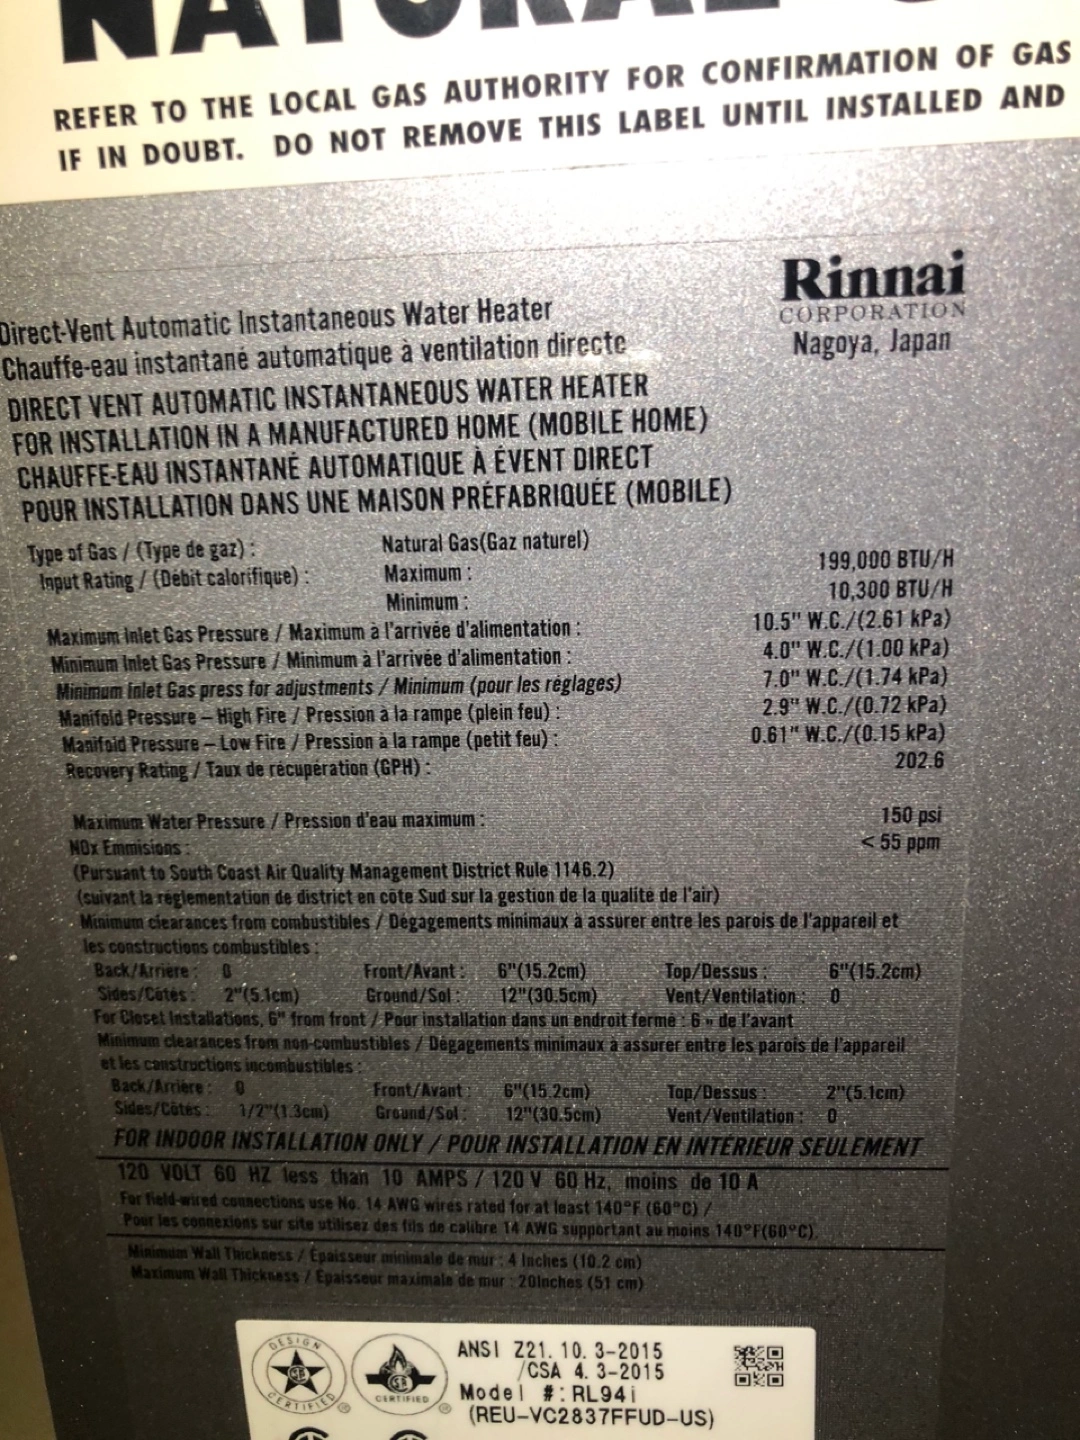 NATURAL
REFER TO THE LOCAL GAS AUTHORITY FOR CONFIRMATION OF GAS
IF IN DOUBT. DO NOT REMOVE THIS LABEL UNTIL INSTALLED AND
Rinnai
CORPORATION
Nagoya, Japan
Direct-Vent Automatic Instantaneous Water Heater
Chauffe-eau instantané automatique à ventilation directe
DIRECT VENT AUTOMATIC INSTANTANEOUS WATER HEATER
FOR INSTALLATION IN A MANUFACTURED HOME (MOBILE HOME)
CHAUFFE-EAU INSTANTANÉ AUTOMATIQUE À ÉVENT DIRECT
POUR INSTALLATION DANS UNE MAISON PRÉFABRIQUÉE (MOBILE)
Type of Gas / (Type de gaz) : Natural Gas(Gaz naturel)
Input Rating / (Débit calorifique) : Maximum : 199,000 BTU/H
Minimum : 10,300 BTU/H
Maximum Inlet Gas Pressure / Maximum à l'arrivée d'alimentation : 10.5" W.C./(2.61 kPa)
Minimum Inlet Gas Pressure / Minimum à l'arrivée d'alimentation : 4.0" W.C./(1.00 kPa)
Minimum Inlet Gas press for adjustments / Minimum (pour les réglages) 7.0" W.C./(1.74 kPa)
Manifold Pressure – High Fire / Pression à la rampe (plein feu) : 2.9" W.C./(0.72 kPa)
Manifold Pressure – Low Fire / Pression à la rampe (petit feu) : 0.61" W.C./(0.15 kPa)
Recovery Rating / Taux de récupération (GPH) : 202.6
Maximum Water Pressure / Pression d'eau maximum : 150 psi
NOx Emmisions : < 55 ppm
(Pursuant to South Coast Air Quality Management District Rule 1146.2)
(suivant la réglementation de district en côte Sud sur la gestion de la qualité de l'air)
Minimum clearances from combustibles / Dégagements minimaux à assurer entre les parois de l'appareil et
les constructions combustibles :
Back/Arrière : 0 Front/Avant : 6"(15.2cm) Top/Dessus : 6"(15.2cm)
Sides/Côtés : 2"(5.1cm) Ground/Sol : 12"(30.5cm) Vent/Ventilation : 0
For Closet Installations, 6" from front / Pour installation dans un endroit fermé : 6 » de l'avant
Minimum clearances from non-combustibles / Dégagements minimaux à assurer entre les parois de l'appareil
et les constructions incombustibles :
Back/Arrière : 0 Front/Avant : 6"(15.2cm) Top/Dessus : 2"(5.1cm)
Sides/Côtés : 1/2"(1.3cm) Ground/Sol : 12"(30.5cm) Vent/Ventilation : 0
FOR INDOOR INSTALLATION ONLY / POUR INSTALLATION EN INTÉRIEUR SEULEMENT
120 VOLT 60 HZ less than 10 AMPS / 120 V 60 Hz, moins de 10 A
For field-wired connections use No. 14 AWG wires rated for at least 140°F (60°C) /
Pour les connexions sur site utilisez des fils de calibre 14 AWG supportant au moins 140°F(60°C).
Minimum Wall Thickness / Épaisseur minimale de mur : 4 Inches (10.2 cm)
Maximum Wall Thickness / Épaisseur maximale de mur : 20Inches (51 cm)
DESIGN CERTIFIED
CERTIFIED
ANSI Z21. 10. 3-2015
/CSA 4. 3-2015
Model #:RL94i
(REU-VC2837FFUD-US)